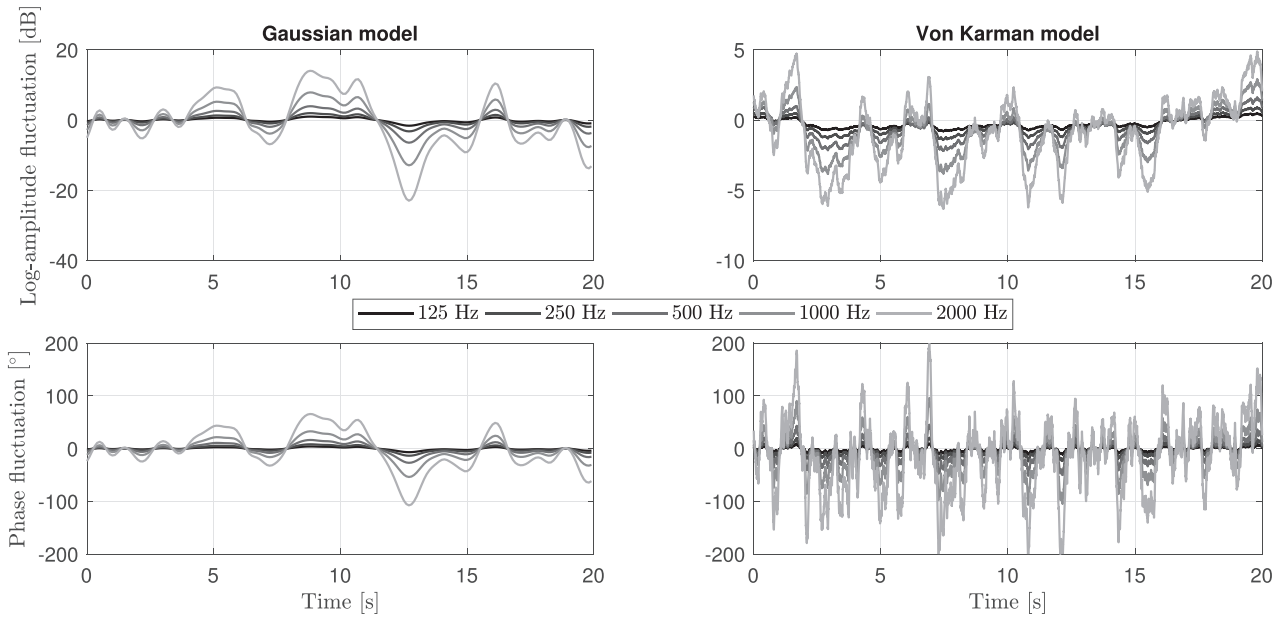 Gaussian model
Von Karman model
Log-amplitude fluctuation [dB]
20
0
-20
-40
0 5 10 15 20
5
0
-5
-10
0 5 10 15 20
125 Hz 250 Hz 500 Hz 1000 Hz 2000 Hz
Phase fluctuation [°]
200
100
0
-100
-200
0 5 10 15 20
Time [s]
200
100
0
-100
-200
0 5 10 15 20
Time [s]